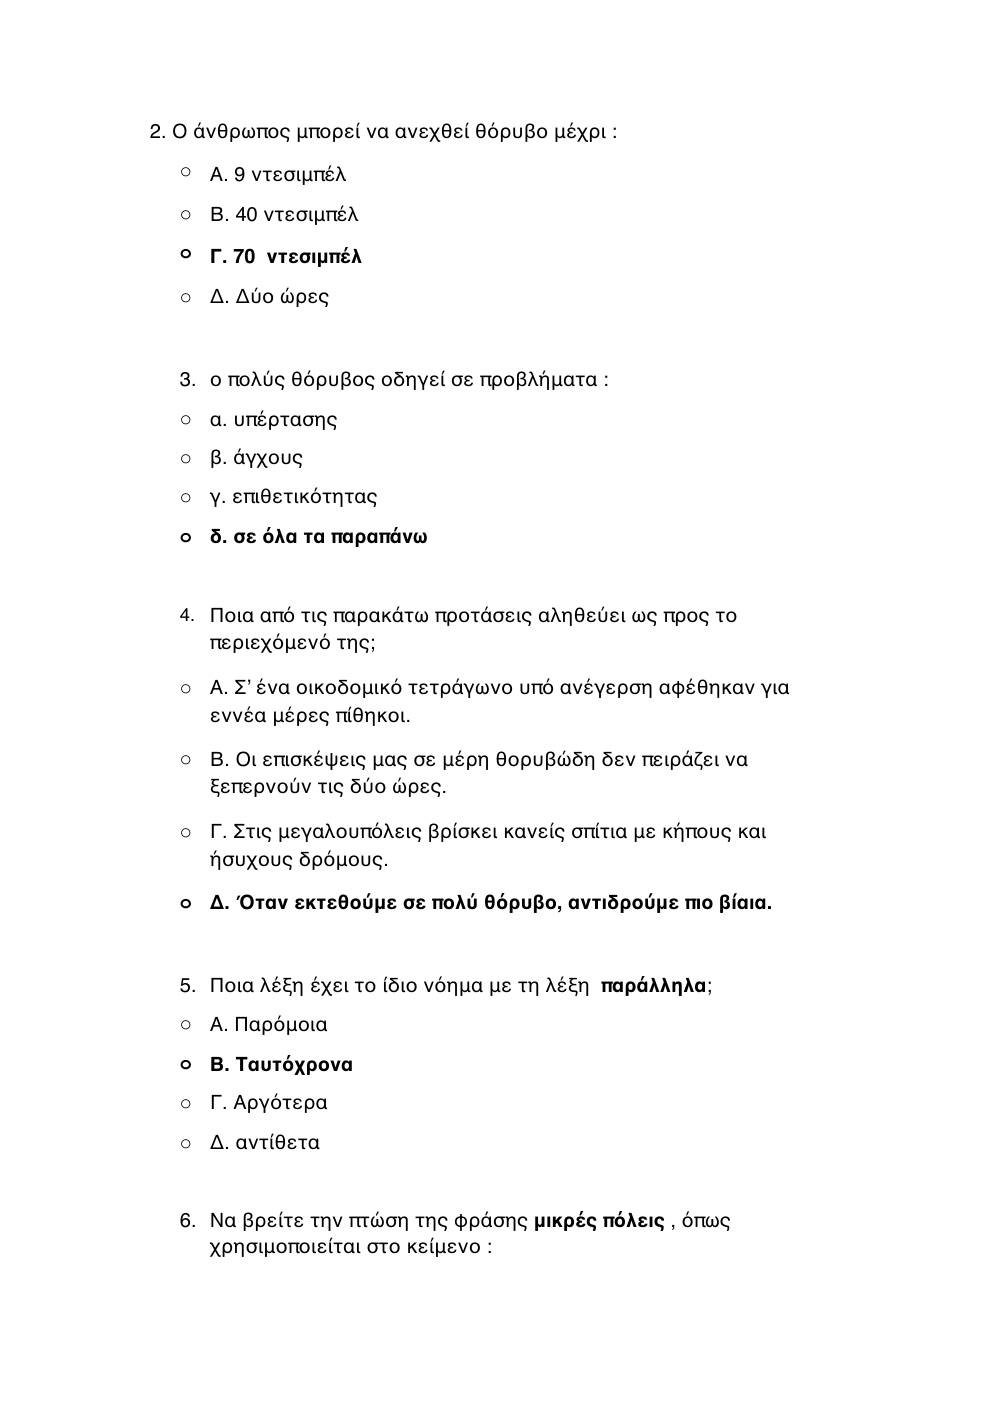 2. Ο άνθρωπος μπορεί να ανεχθεί θόρυβο μέχρι :
○ Α. 9 ντεσιμπέλ
○ Β. 40 ντεσιμπέλ
○ Γ. 70 ντεσιμπέλ
○ Δ. Δύο ώρες
3. ο πολύς θόρυβος οδηγεί σε προβλήματα :
○ α. υπέρτασης
○ β. άγχους
○ γ. επιθετικότητας
○ δ. σε όλα τα παραπάνω
4. Ποια από τις παρακάτω προτάσεις αληθεύει ως προς το
περιεχόμενό της;
○ Α. Σ’ ένα οικοδομικό τετράγωνο υπό ανέγερση αφέθηκαν για
εννέα μέρες πίθηκοι.
○ Β. Οι επισκέψεις μας σε μέρη θορυβώδη δεν πειράζει να
ξεπερνούν τις δύο ώρες.
○ Γ. Στις μεγαλουπόλεις βρίσκει κανείς σπίτια με κήπους και
ήσυχους δρόμους.
○ Δ. Όταν εκτεθούμε σε πολύ θόρυβο, αντιδρούμε πιο βίαια.
5. Ποια λέξη έχει το ίδιο νόημα με τη λέξη παράλληλα;
○ Α. Παρόμοια
○ Β. Ταυτόχρονα
○ Γ. Αργότερα
○ Δ. αντίθετα
6. Να βρείτε την πτώση της φράσης μικρές πόλεις , όπως
χρησιμοποιείται στο κείμενο :